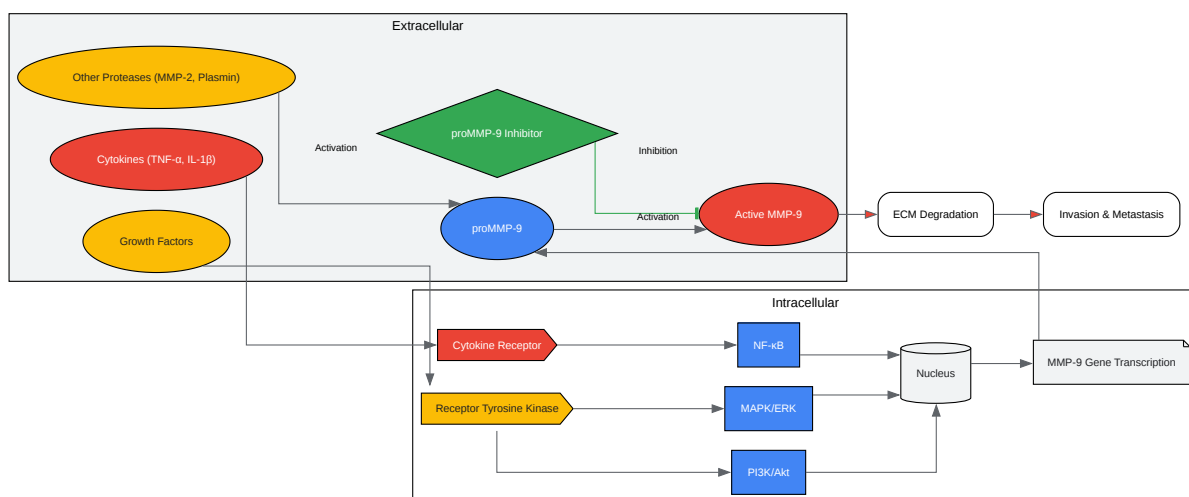 Extracellular
Other Proteases (MMP-2, Plasmin)
proMMP-9 Inhibitor
Activation
Inhibition
Cytokines (TNF-α, IL-1β)
Active MMP-9
ECM Degradation
Invasion & Metastasis
Activation
proMMP-9
Growth Factors
Intracellular
Cytokine Receptor
NF-κB
MMP-9 Gene Transcription
Nucleus
Receptor Tyrosine Kinase
MAPK/ERK
PI3K/Akt